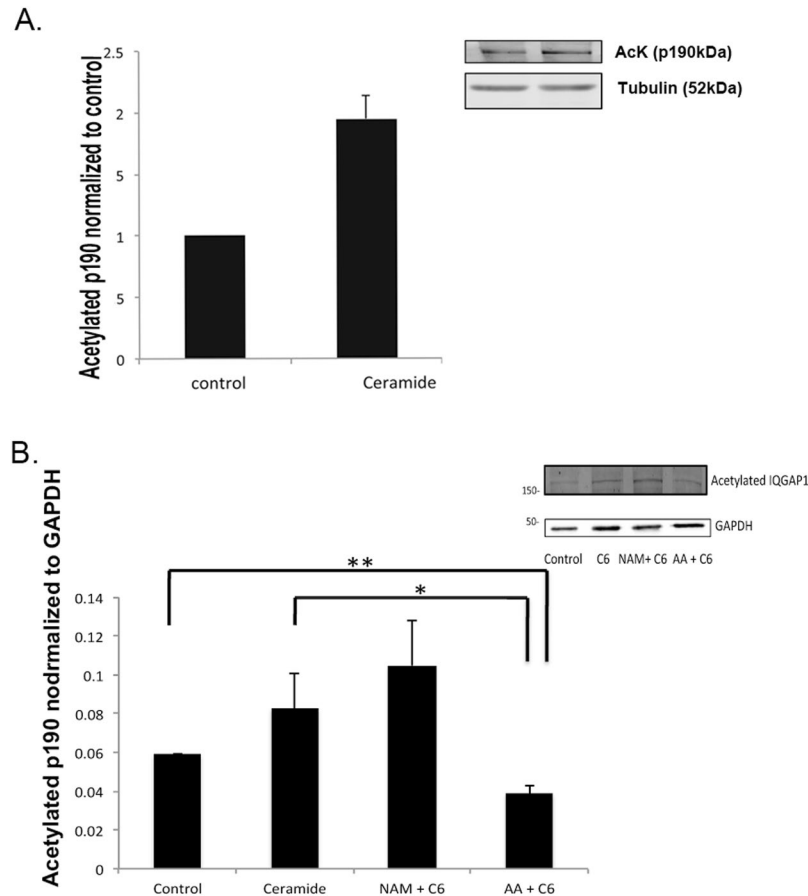 A.
Acetylated p190 normalized to control
2.5
2
5
1
5
0
control Ceramide
AcK (p190kDa)
Tubulin (52kDa)
B.
Acetylated p190 nodrmalized to GAPDH
150-
Acetylated IQGAP1
50-
GAPDH
Control C6 NAM+ C6 AA + C6
**
*
0.14
0.12
0.1
0.08
0.06
0.04
0.02
0
Control Ceramide NAM + C6 AA + C6